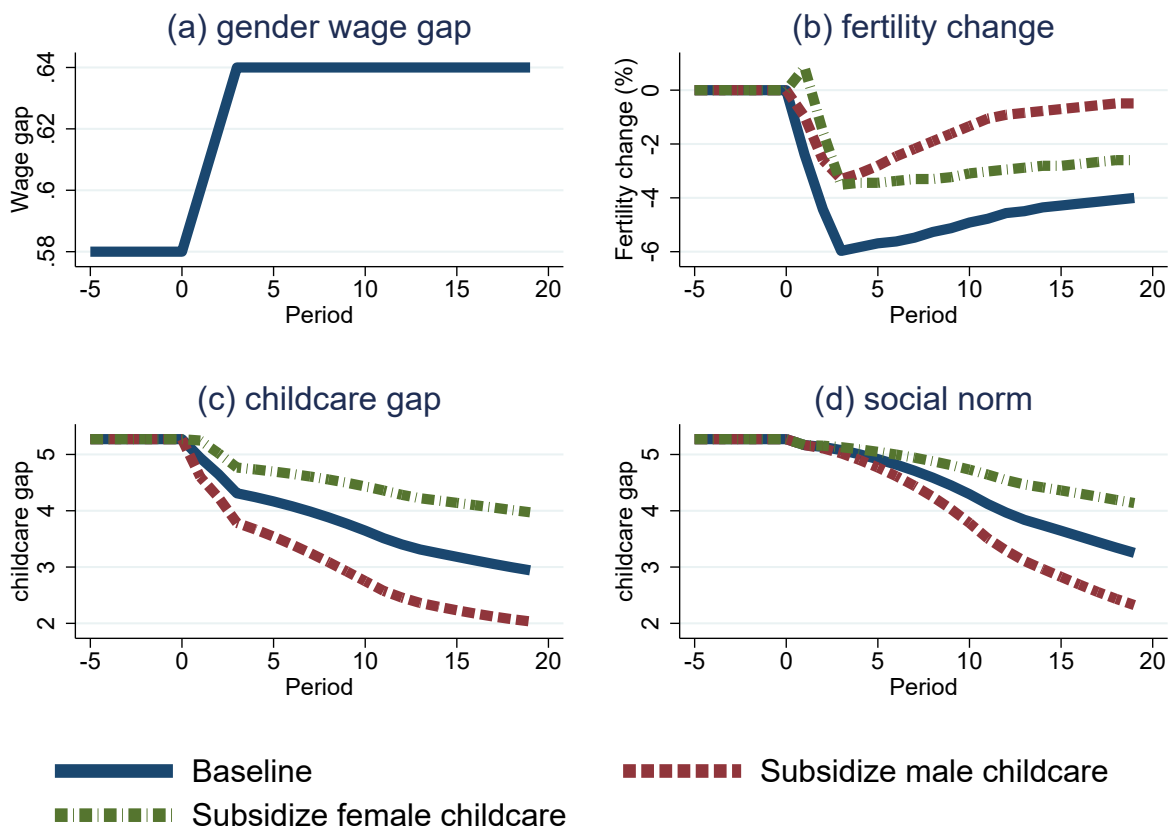 (a) gender wage gap
Wage gap
.64
.62
.6
.58
-5 0 5 10 15 20
Period
(b) fertility change
Fertility change (%)
0
-2
-4
-6
-5 0 5 10 15 20
Period
(c) childcare gap
childcare gap
5
4
3
2
-5 0 5 10 15 20
Period
(d) social norm
childcare gap
5
4
3
2
-5 0 5 10 15 20
Period
Baseline
Subsidize male childcare
Subsidize female childcare